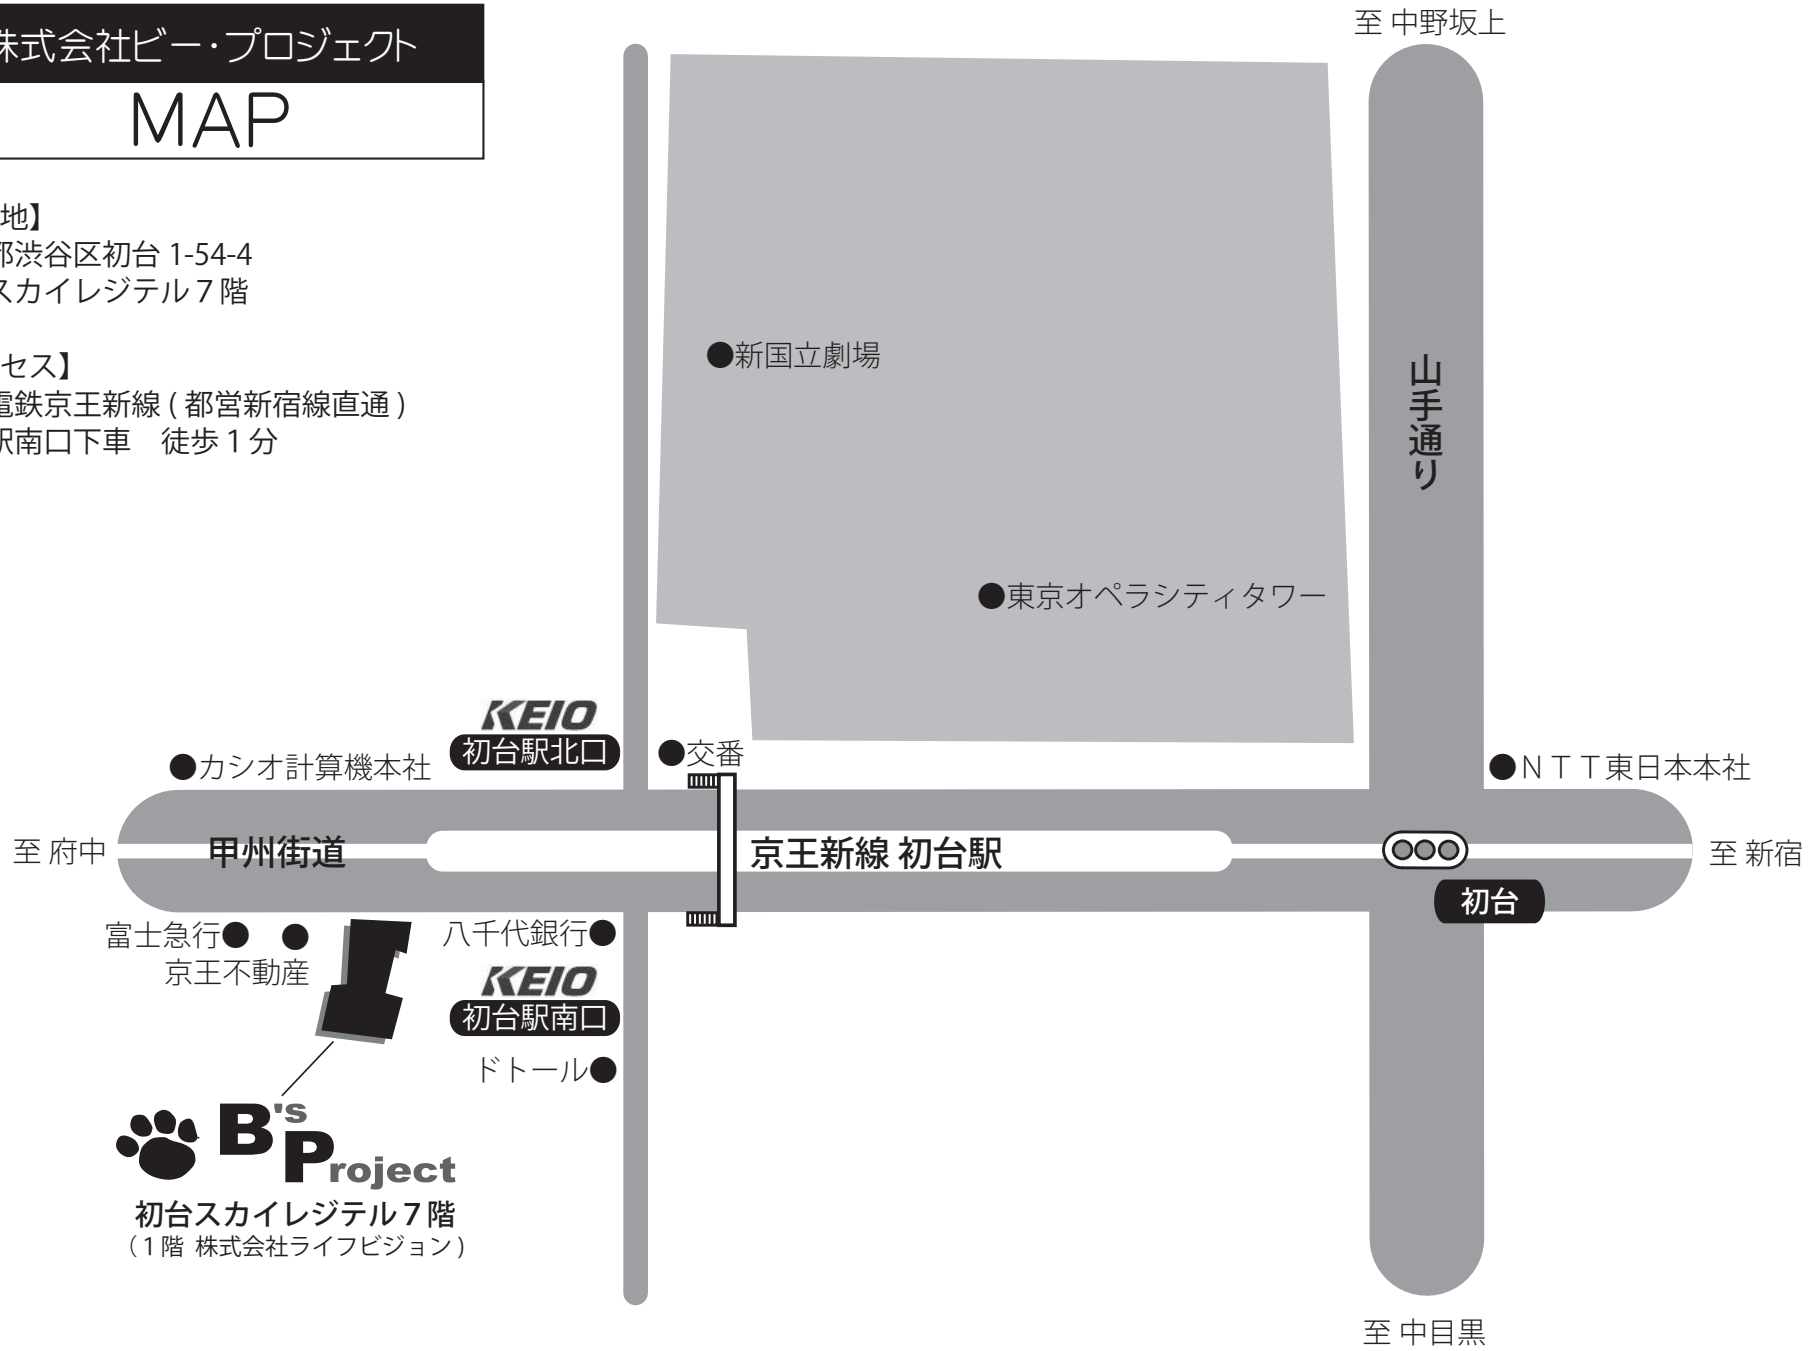 株式会社ビー・プロジェクト
MAP
地】
都渋谷区初台 1-54-4
スカイレジテル 7 階
セス】
電鉄京王新線 ( 都営新宿線直通 )
駅南口下車　徒歩 1 分
至 中野坂上
山手通り
●新国立劇場
●東京オペラシティタワー
KEIO
初台駅北口
●交番
●カシオ計算機本社
●ＮＴＴ東日本本社
至 府中
甲州街道
京王新線 初台駅
至 新宿
初台
富士急行●
●
京王不動産
八千代銀行●
KEIO
初台駅南口
ドトール●
B's
Project
初台スカイレジテル 7 階
（1 階 株式会社ライフビジョン )
至 中目黒